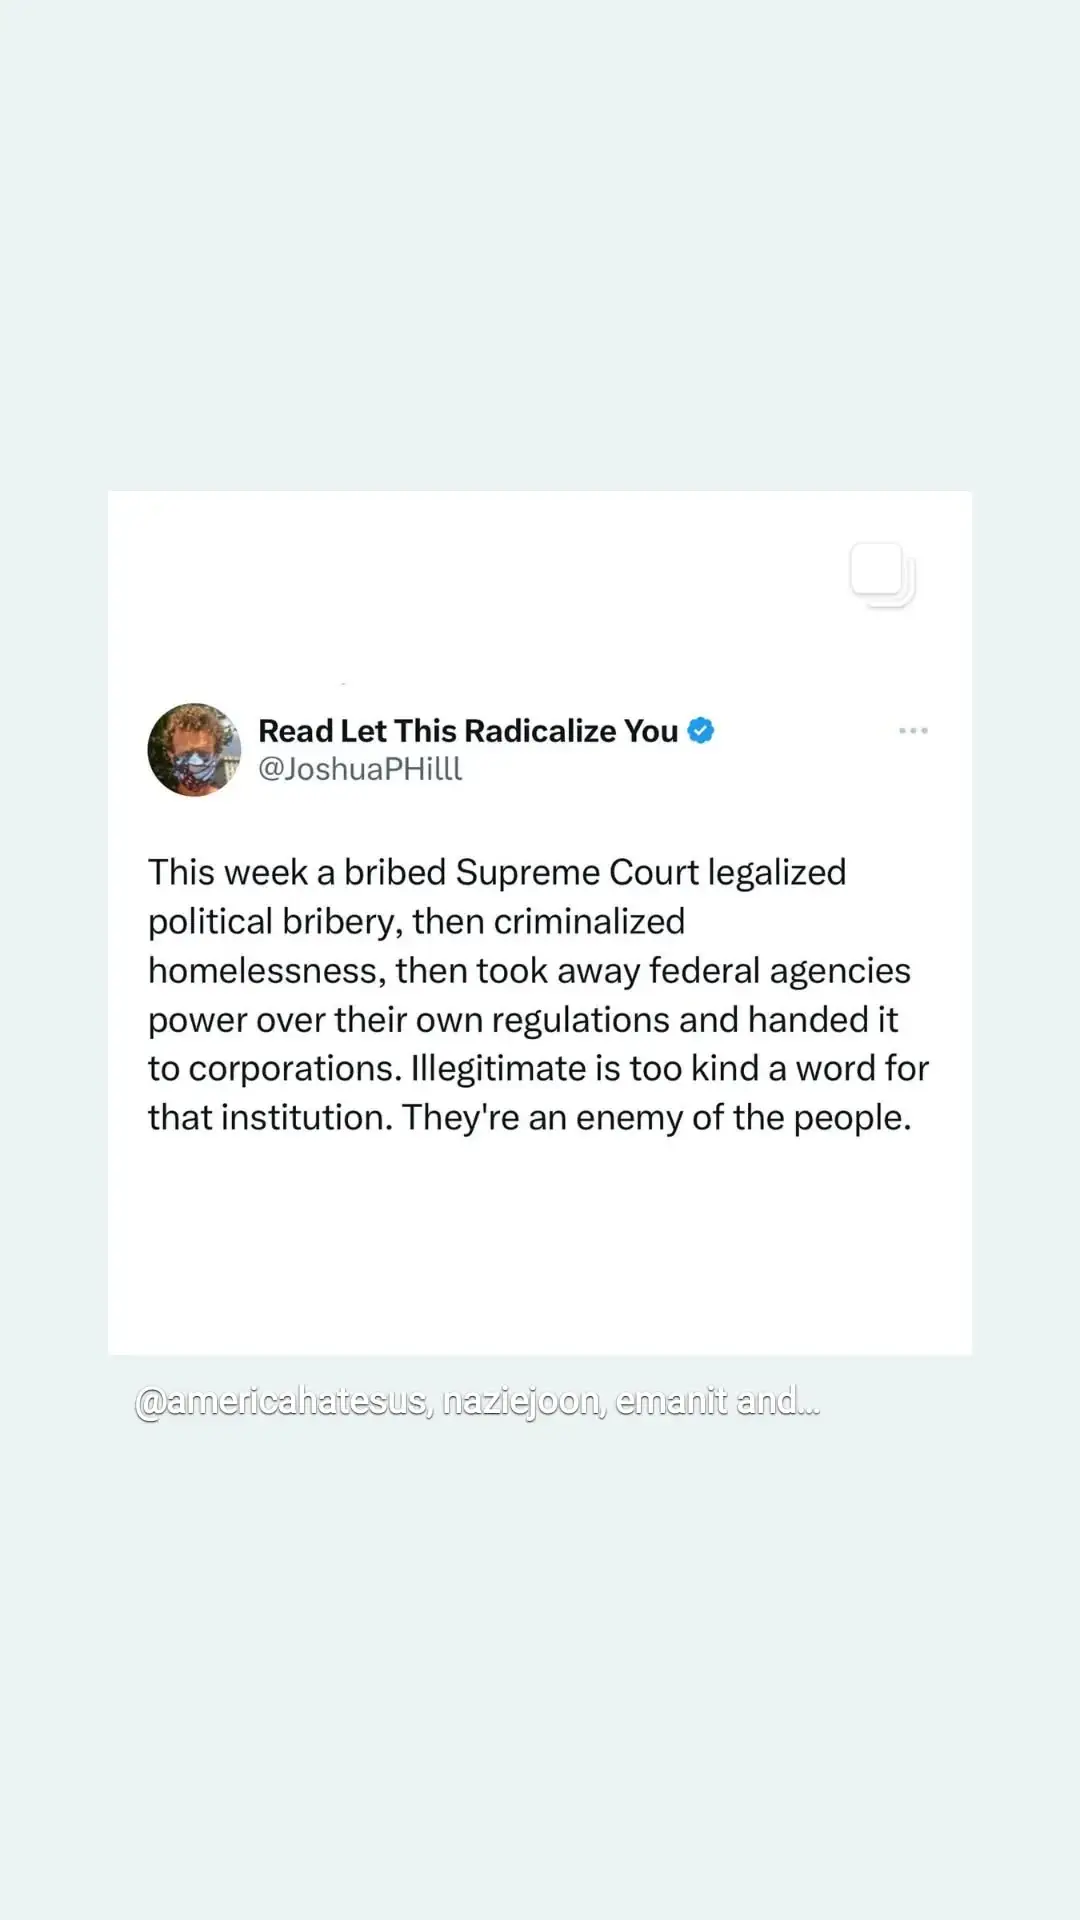 Read Let This Radicalize You
@JoshuaPHilll
This week a bribed Supreme Court legalized
political bribery, then criminalized
homelessness, then took away federal agencies
power over their own regulations and handed it
to corporations. Illegitimate is too kind a word for
that institution. They're an enemy of the people.
@americahatesus, naziejoon, emanit and...